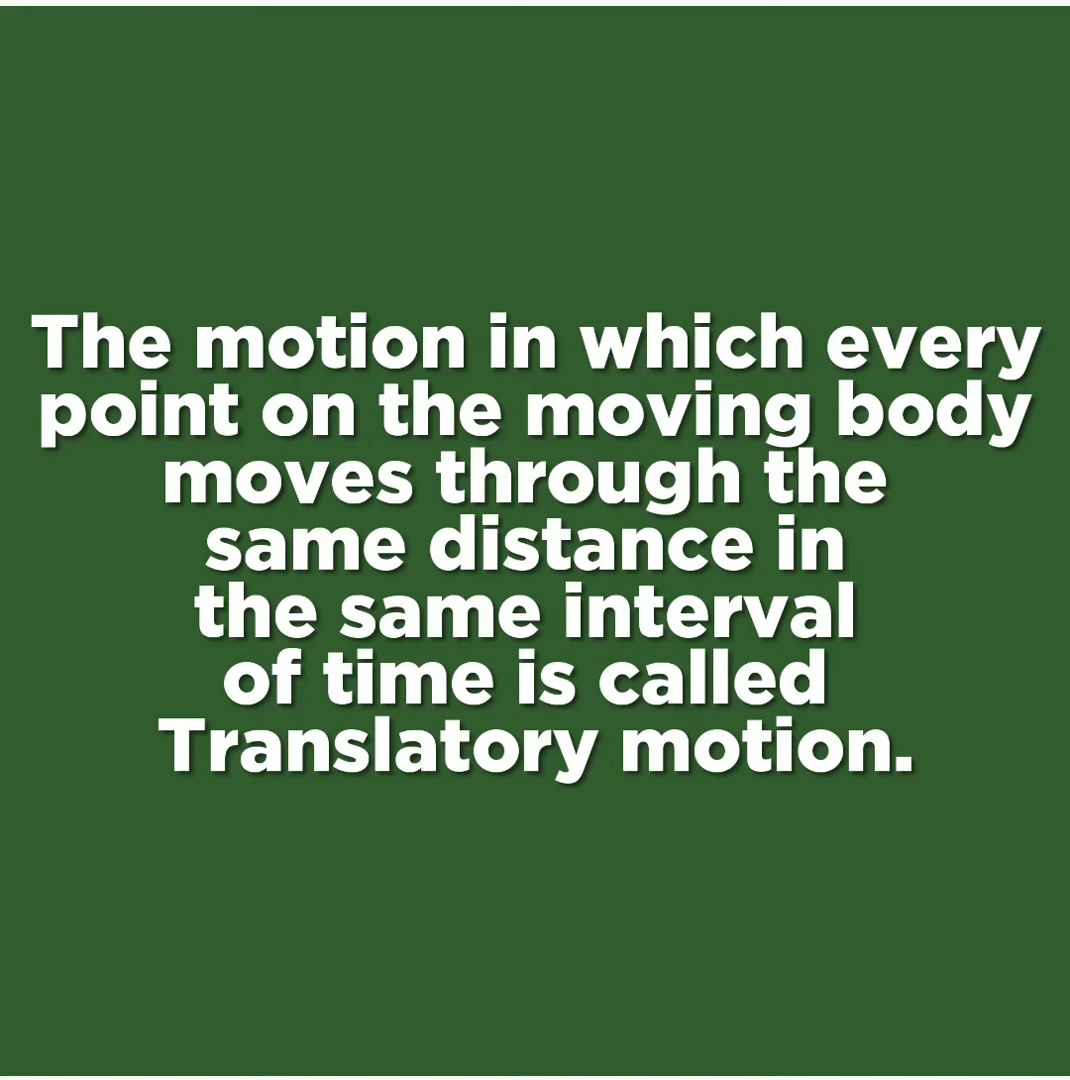 The motion in which every
point on the moving body
moves through the
same distance in
the same interval
of time is called
Translatory motion.